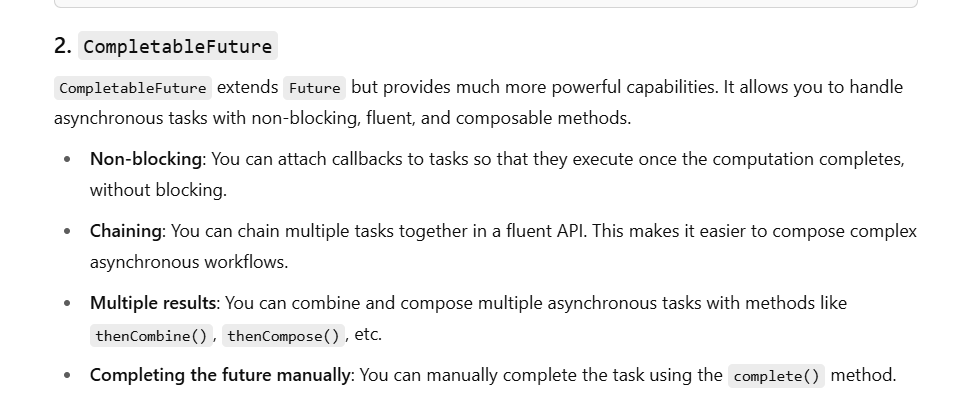 2. CompletableFuture
CompletableFuture extends Future but provides much more powerful capabilities. It allows you to handle
asynchronous tasks with non-blocking, fluent, and composable methods.
• Non-blocking: You can attach callbacks to tasks so that they execute once the computation completes,
without blocking.
• Chaining: You can chain multiple tasks together in a fluent API. This makes it easier to compose complex
asynchronous workflows.
• Multiple results: You can combine and compose multiple asynchronous tasks with methods like
thenCombine(), thenCompose(), etc.
• Completing the future manually: You can manually complete the task using the complete() method.